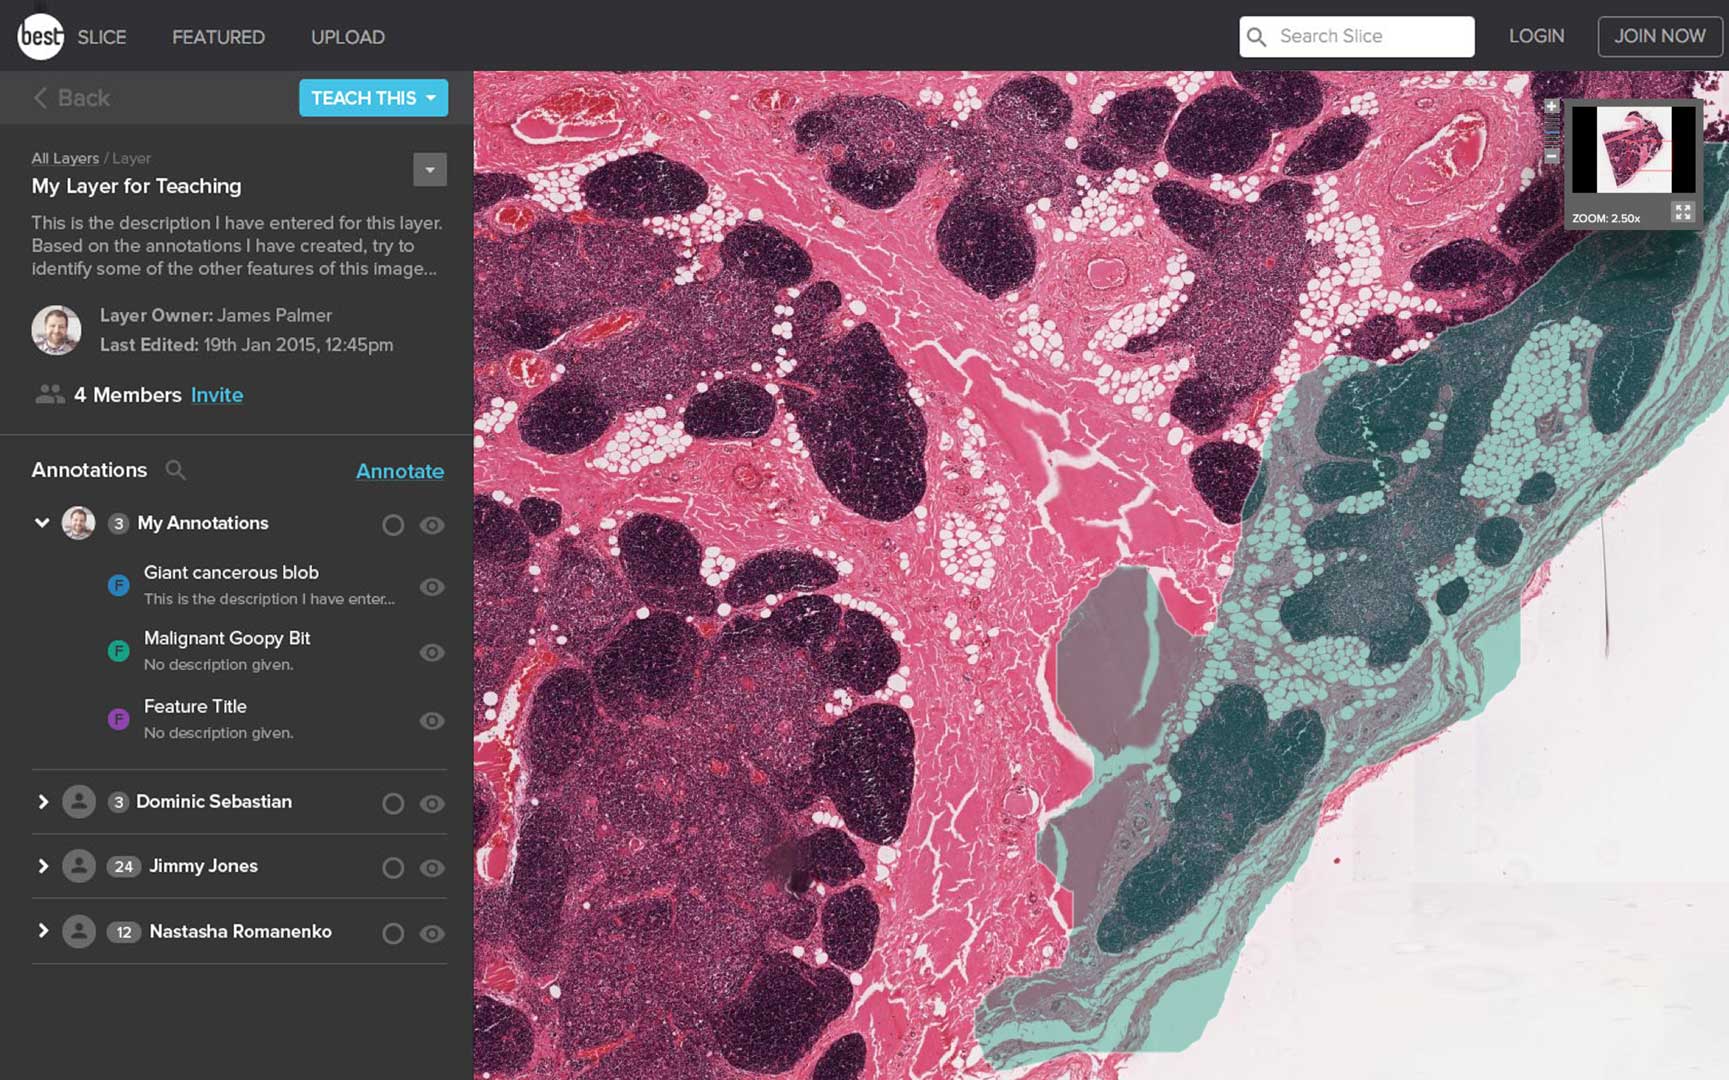 best SLICE FEATURED UPLOAD Search Slice LOGIN JOIN NOW
Back TEACH THIS
All Layers / Layer
My Layer for Teaching
This is the description I have entered for this layer.
Based on the annotations I have created, try to
identify some of the other features of this image...
Layer Owner: James Palmer
Last Edited: 19th Jan 2015, 12:45pm
4 Members Invite
Annotations Annotate
3 My Annotations
F Giant cancerous blob
This is the description I have enter...
F Malignant Goopy Bit
No description given.
F Feature Title
No description given.
3 Dominic Sebastian
24 Jimmy Jones
12 Nastasha Romanenko
ZOOM: 2.50x